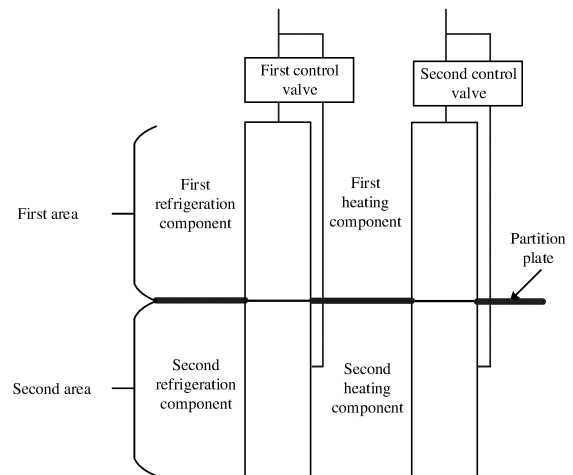 First control
valve
Second control
valve
First
refrigeration
component
First
heating
component
First area
Partition
plate
Second
refrigeration
component
Second
heating
component
Second area